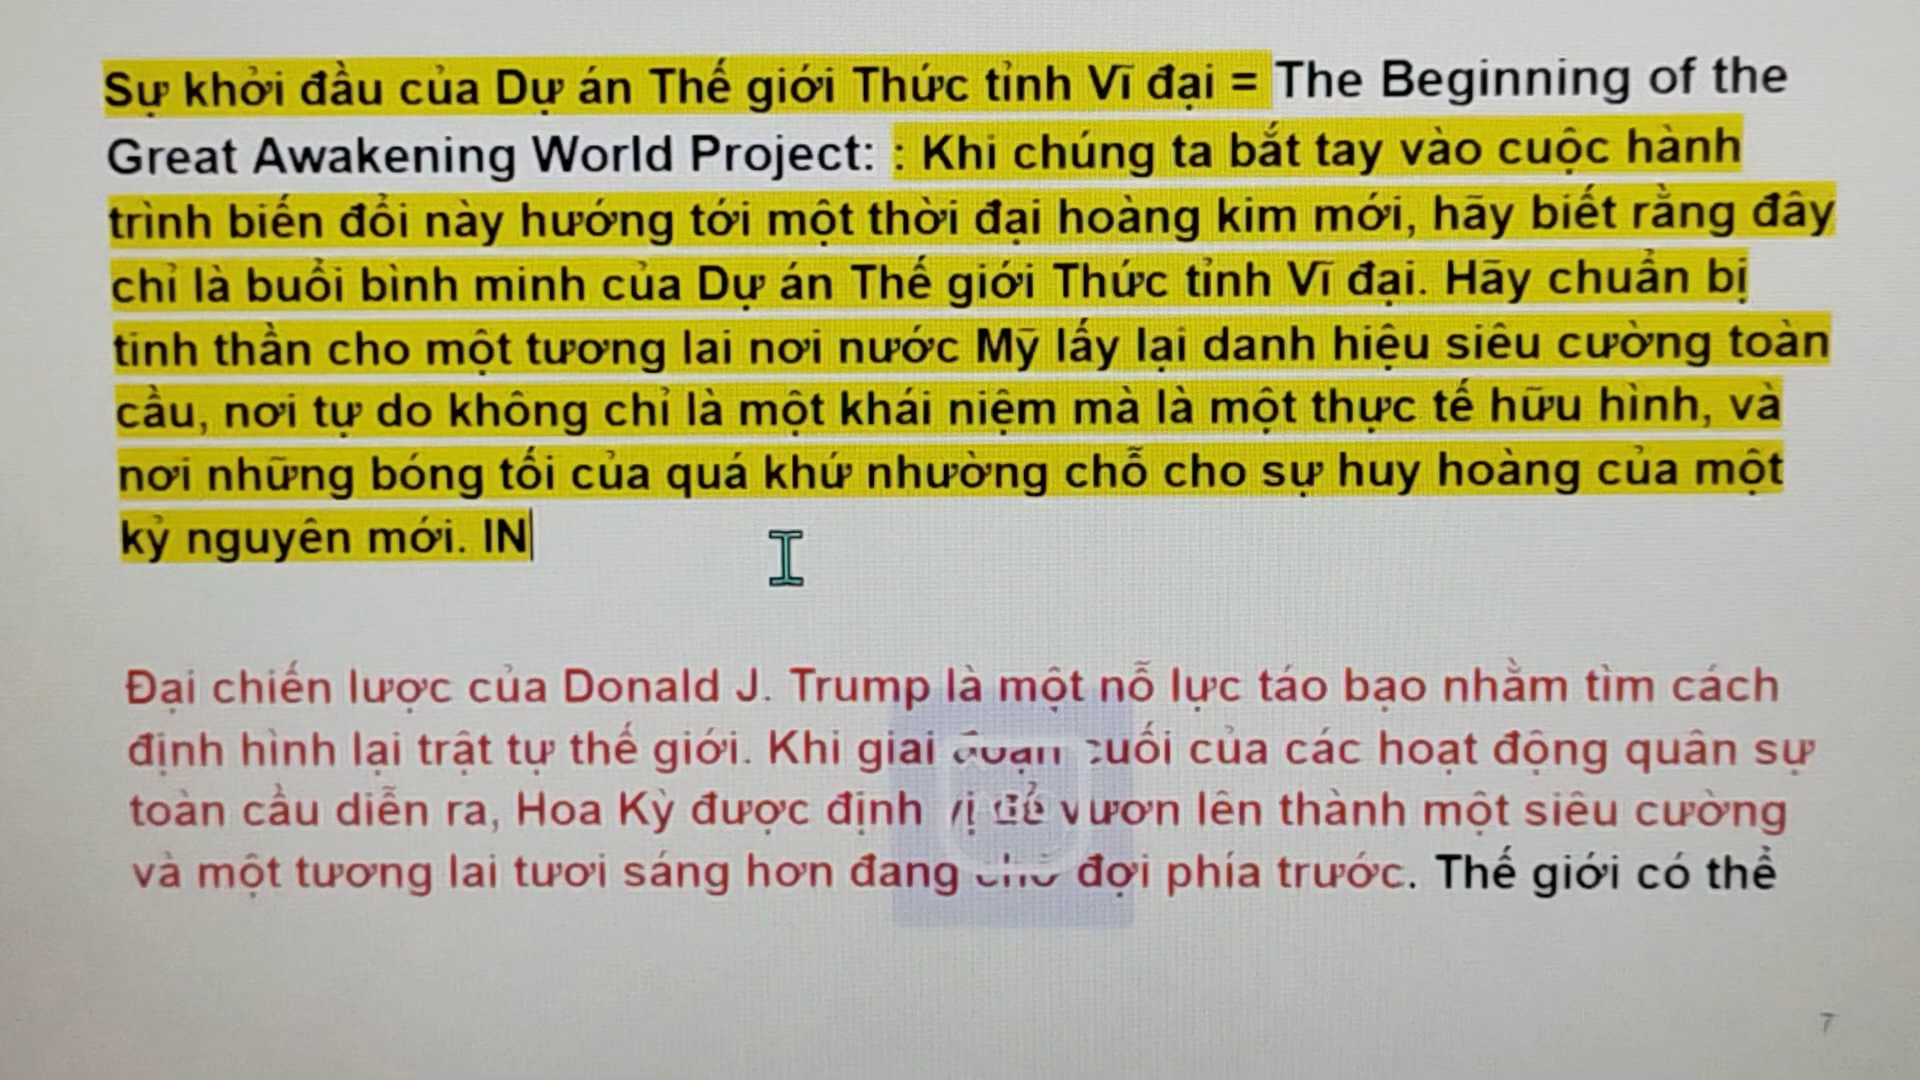 Sự khởi đầu của Dự án Thế giới Thức tỉnh Vĩ đại = The Beginning of the
Great Awakening World Project: : Khi chúng ta bắt tay vào cuộc hành
trình biến đổi này hướng tới một thời đại hoàng kim mới, hãy biết rằng đây
chỉ là buổi bình minh của Dự án Thế giới Thức tỉnh Vĩ đại. Hãy chuẩn bị
tinh thần cho một tương lai nơi nước Mỹ lấy lại danh hiệu siêu cường toàn
cầu, nơi tự do không chỉ là một khái niệm mà là một thực tế hữu hình, và
nơi những bóng tối của quá khứ nhường chỗ cho sự huy hoàng của một
kỷ nguyên mới. IN
Đại chiến lược của Donald J. Trump là một nỗ lực táo bạo nhằm tìm cách
định hình lại trật tự thế giới. Khi giai cuối của các hoạt động quân sự
toàn cầu diễn ra, Hoa Kỳ được định vị để vươn lên thành một siêu cường
và một tương lai tươi sáng hơn đang đợi phía trước. Thế giới có thể
7